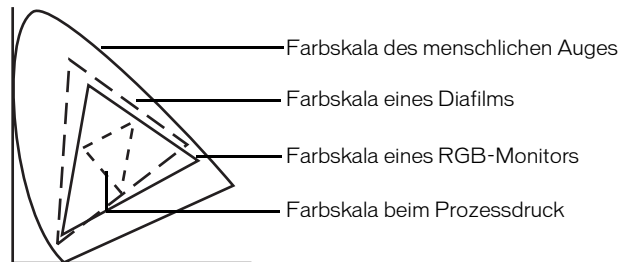 Farbskala des menschlichen Auges
Farbskala eines Diafilms
Farbskala eines RGB-Monitors
Farbskala beim Prozessdruck